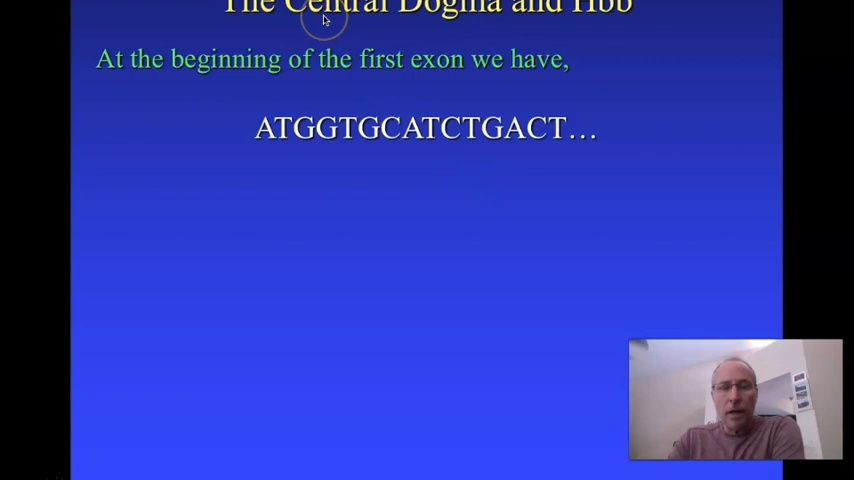 The Central Dogma and Hbb
At the beginning of the first exon we have,
ATGGTGCATCTGACT…